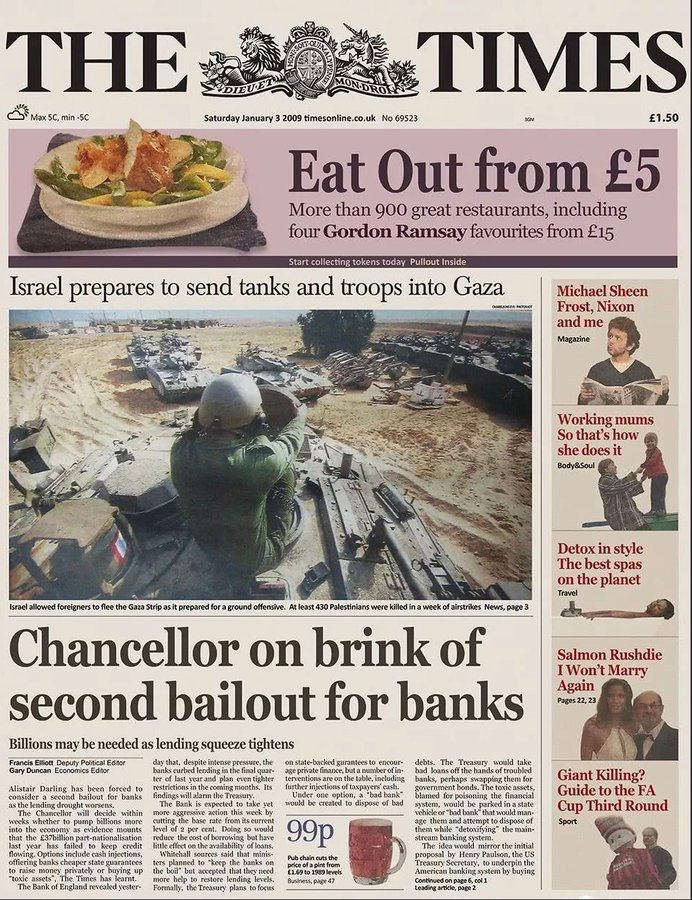 THE TIMES
DIEU·ET MON·DROIT
Max 5C, min -5C
Saturday January 3 2009 timesonline.co.uk No 69523
3GM
£1.50
Eat Out from £5
More than 900 great restaurants, including
four Gordon Ramsay favourites from £15
Start collecting tokens today Pullout Inside
Israel prepares to send tanks and troops into Gaza
Israel allowed foreigners to flee the Gaza Strip as it prepared for a ground offensive. At least 430 Palestinians were killed in a week of airstrikes News, page 3
Chancellor on brink of
second bailout for banks
Billions may be needed as lending squeeze tightens
Francis Elliott Deputy Political Editor
Gary Duncan Economics Editor
Alistair Darling has been forced to
consider a second bailout for banks
as the lending drought worsens.
The Chancellor will decide within
weeks whether to pump billions more
into the economy as evidence mounts
that the £37billion part-nationalisation
last year has failed to keep credit
flowing, Options include cash injections,
offiering banks cheaper state guarantees
to raise money privately or buying up
"toxic assets", The Times has learnt.
The Bank of England revealed yester-
day that, despite intense pressure, the
banks curbed lending in the final quar-
ter of last year and plan even tighter
restrictions in the coming months. Its
findings will alarm the Treasury.
The Bank is expected to take yet
more aggressive action this week by
cutting the base rate from its current
level of 2 per cent. Doing so would
reduce the cost of borrowing but have
little effect on the availability of loans.
Whitehall sources said that minis-
ters planned to "keep the banks on
the boil" but accepted that they need
more help to restore lending levels.
Formally, the Treasury plans to focus
on state-backed garantees to encour-
age private finance, but a number of in-
terventions are on the table, including
further injections of taxpayers' cash.
Under one option, a "bad bank"
would be created to dispose of bad
99p
Pub chain cuts the
price of a pint from
£1.69 to 1989 levels
Business, page 47
debts. The Treasury would take
bad loans off the hands of troubled
banks, perhaps swapping them for
government bonds. The toxic assets,
blamed for poisoning the financial
system, would be parked in a state
vehicle or "bad bank" that would man-
age them and attempt to dispose of
them while "detoxifying" the main-
stream banking system.
The idea would mirror the initial
proposal by Henry Paulson, the US
Treasury Secretary, to underpin the
American banking system by buying
Continued on page 6, col 1
Leading article, page 2
Michael Sheen
Frost, Nixon
and me
Magazine
Working mums
So that's how
she does it
Body&Soul
Detox in style
The best spas
on the planet
Travel
Salmon Rushdie
I Won't Marry
Again
Pages 22, 23
Giant Killing?
Guide to the FA
Cup Third Round
Sport